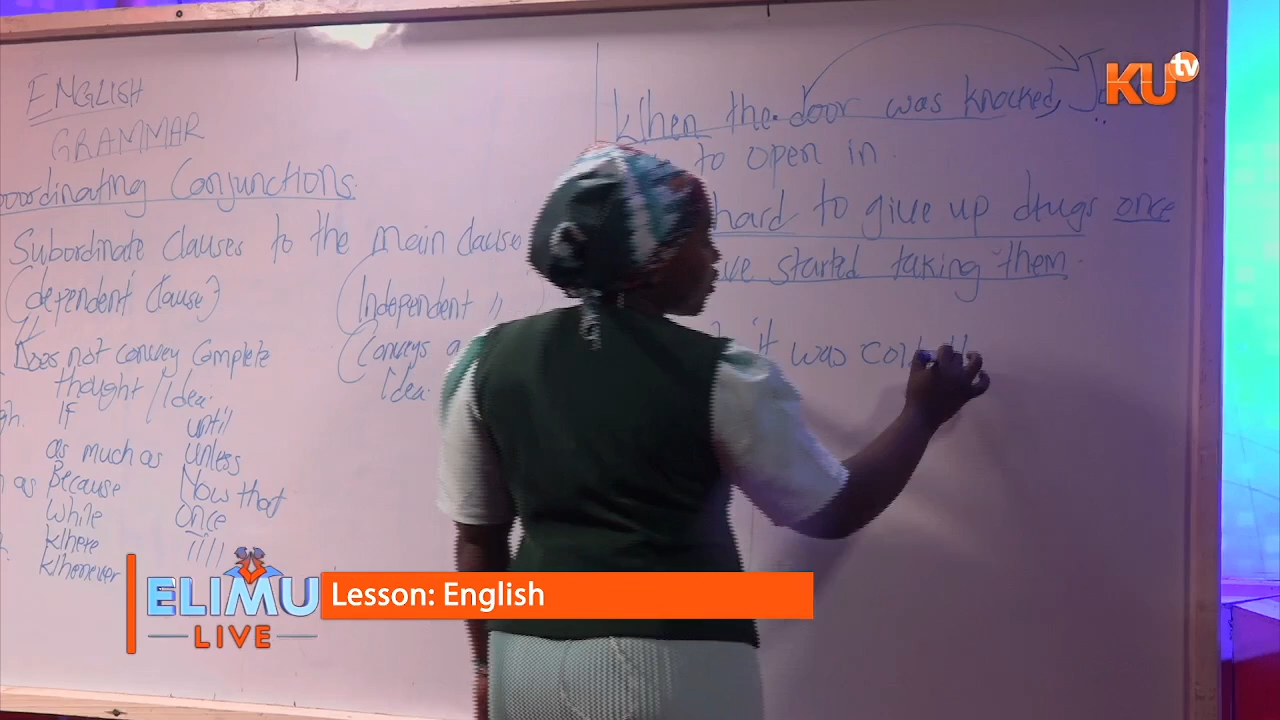 ENGLISH
GRAMMAR
Conjunctions
Subordinate clauses to the main clause
(dependent clause)
(Independent "
Does not convey complete
thought / Idea.
(Conveys a
Idea.
If
until
as much as
unless
as Because
Now that
while
once
Where
Whenever
When the door was knocked,
to open in.
hard to give up drugs once
started taking them.
it was
KU tv
ELIMU
LIVE
Lesson: English